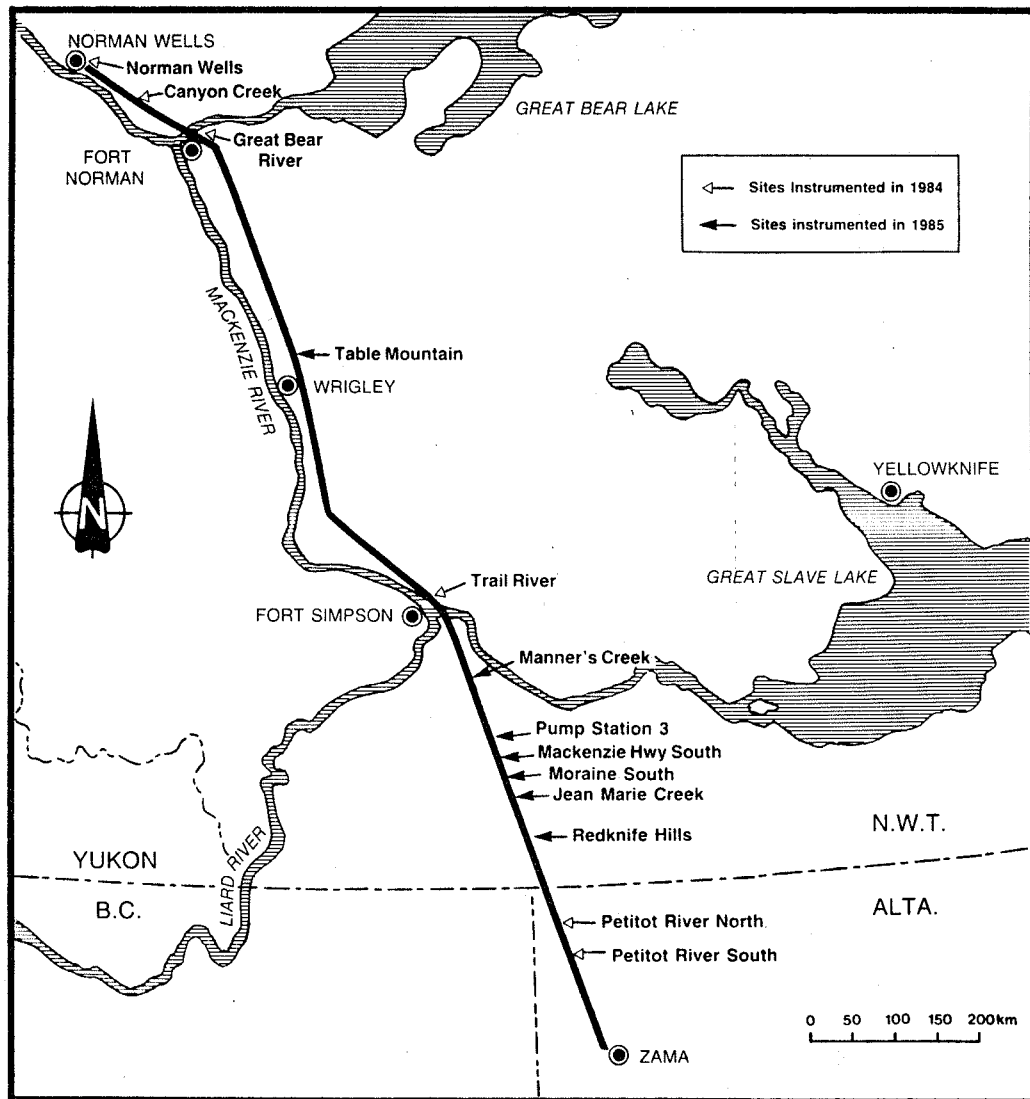 NORMAN WELLS
Norman Wells
Canyon Creek
GREAT BEAR LAKE
Great Bear
River
FORT
NORMAN
Sites Instrumented in 1984
Sites instrumented in 1985
MACKENZIE RIVER
Table Mountain
WRIGLEY
N
YELLOWKNIFE
Trail River
GREAT SLAVE LAKE
FORT SIMPSON
Manner's Creek
Pump Station 3
Mackenzie Hwy South
Moraine South
Jean Marie Creek
Redknife Hills
N.W.T.
YUKON
LIARD RIVER
B.C.
ALTA.
Petitot River North
Petitot River South
0 50 100 150 200km
ZAMA